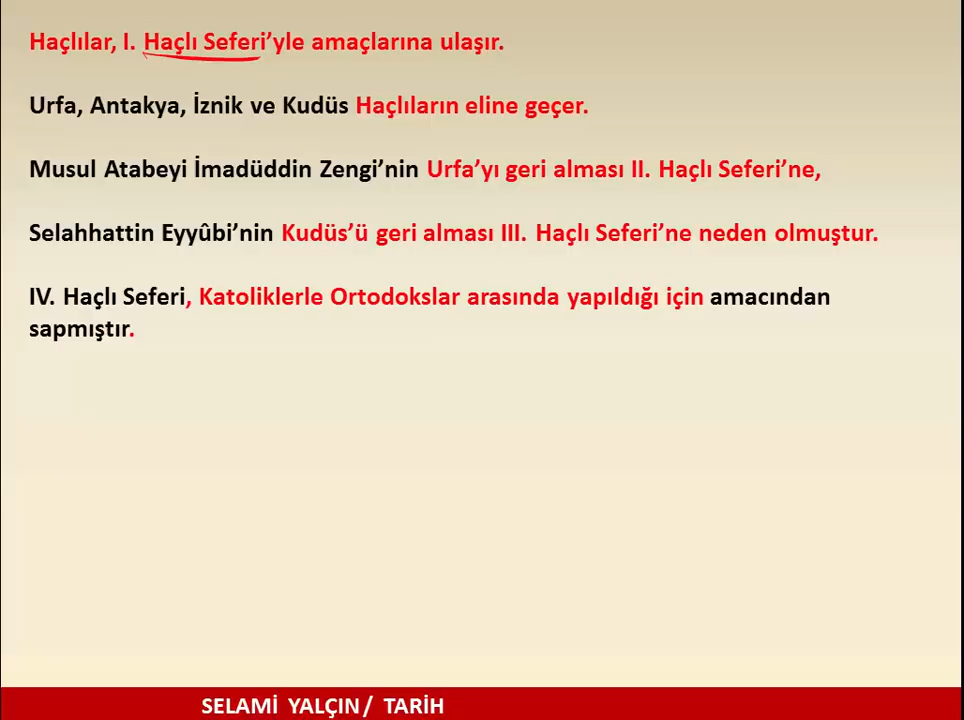 Haçlılar, I. Haçlı Seferi’yle amaçlarına ulaşır.
Urfa, Antakya, İznik ve Kudüs Haçlıların eline geçer.
Musul Atabeyi İmadüddin Zengi’nin Urfa’yı geri alması II. Haçlı Seferi’ne,
Selahhattin Eyyûbi’nin Kudüs’ü geri alması III. Haçlı Seferi’ne neden olmuştur.
IV. Haçlı Seferi, Katoliklerle Ortodokslar arasında yapıldığı için amacından
sapmıştır.
SELAMİ YALÇIN/ TARİH